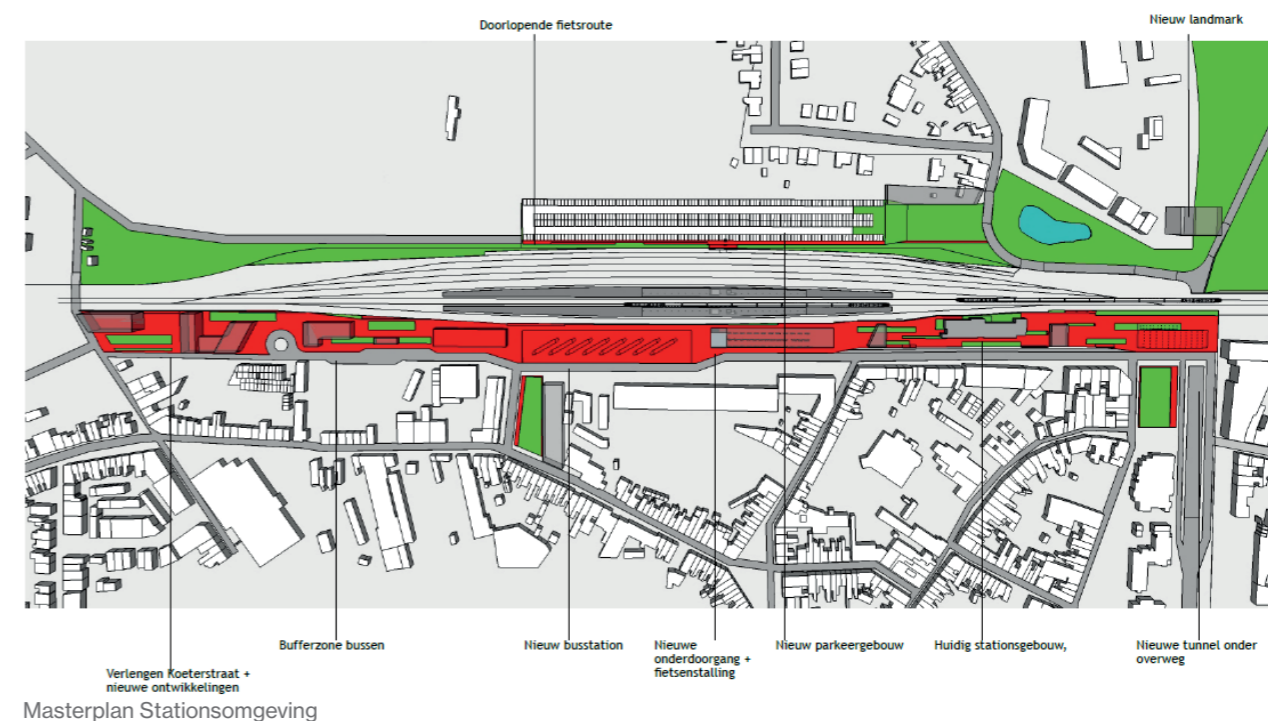 Doorlopende fietsroute
Nieuw landmark
Verlengen Koeterstraat +
nieuwe ontwikkelingen
Bufferzone bussen
Nieuw busstation
Nieuwe
onderdoorgang +
fietsenstalling
Nieuw parkeergebouw
Huidig stationsgebouw,
Nieuwe tunnel onder
overweg
Masterplan Stationsomgeving